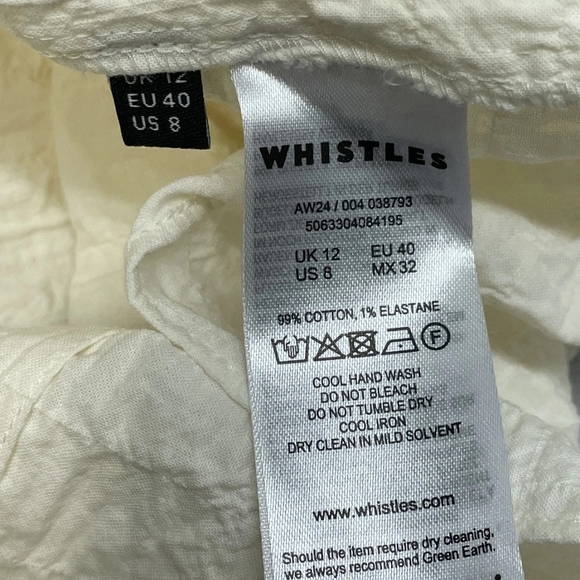 UK 12
EU 40
US 8
WHISTLES
AW24 / 004 038793
5063304084195
UK 12 EU 40
US 8 MX 32
99% COTTON, 1% ELASTANE
F
COOL HAND WASH
DO NOT BLEACH
DO NOT TUMBLE DRY
COOL IRON
DRY CLEAN IN MILD SOLVENT
www.whistles.com
Should the item require dry cleaning,
we always recommend Green Earth.